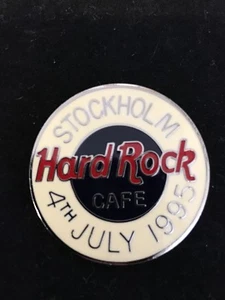 STOCKHOLM
Hard Rock
CAFE
4TH JULY 1995